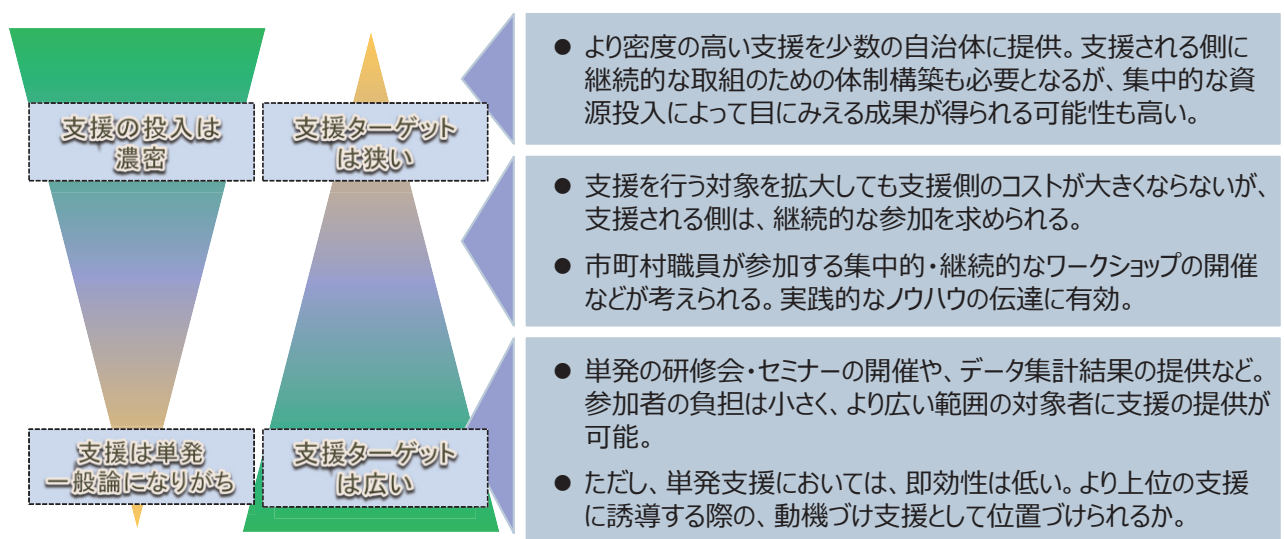 支援の投入は
濃密
支援ターゲット
は狭い
● より密度の高い支援を少数の自治体に提供。支援される側に
継続的な取組のための体制構築も必要となるが、集中的な資
源投入によって目にみえる成果が得られる可能性も高い。
● 支援を行う対象を拡大しても支援側のコストが大きくならないが、
支援される側は、継続的な参加を求められる。
● 市町村職員が参加する集中的・継続的なワークショップの開催
などが考えられる。実践的なノウハウの伝達に有効。
支援は単発
一般論になりがち
支援ターゲット
は広い
● 単発の研修会・セミナーの開催や、データ集計結果の提供など。
参加者の負担は小さく、より広い範囲の対象者に支援の提供が
可能。
● ただし、単発支援においては、即効性は低い。より上位の支援
に誘導する際の、動機づけ支援として位置づけられるか。